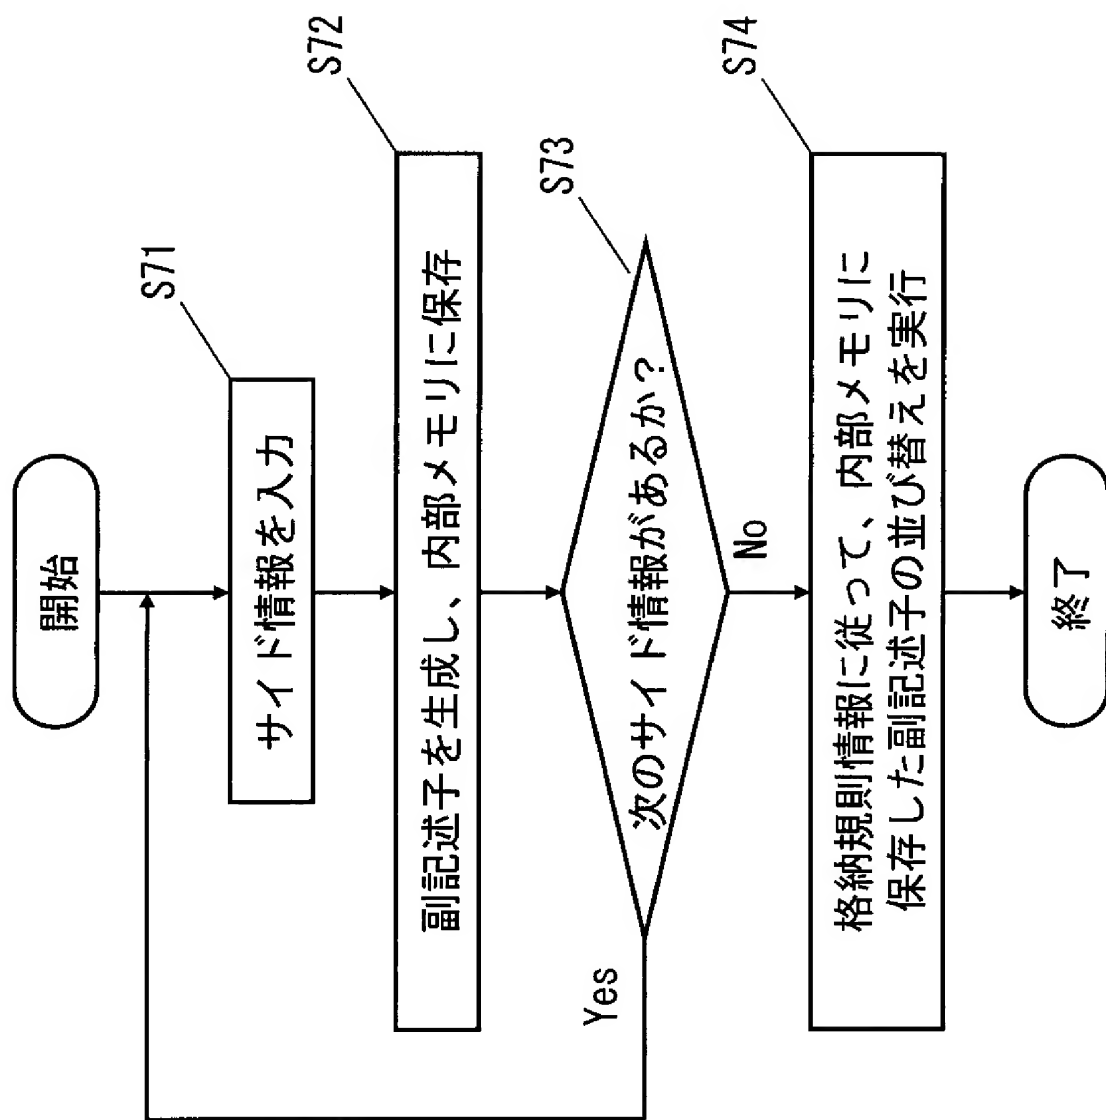 開始
S71
サイド情報を入力
S72
副記述子を生成し、内部メモリに保存
S73
次のサイド情報があるか?
Yes
No
S74
格納規則情報に従って、内部メモリに
保存した副記述子の並び替えを実行
終了